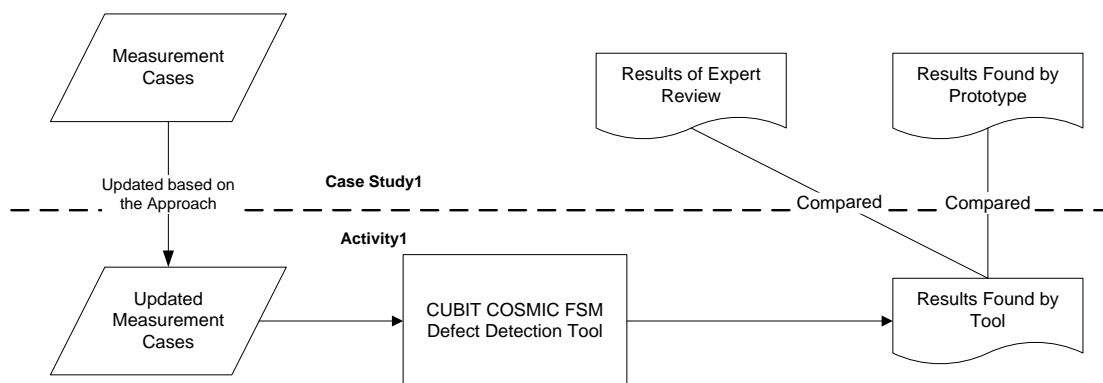 Measurement
Cases
Results of Expert
Review
Results Found by
Prototype
Updated based on
the Approach
Case Study1
Compared
Compared
Activity1
Updated
Measurement
Cases
CUBIT COSMIC FSM
Defect Detection Tool
Results Found by
Tool